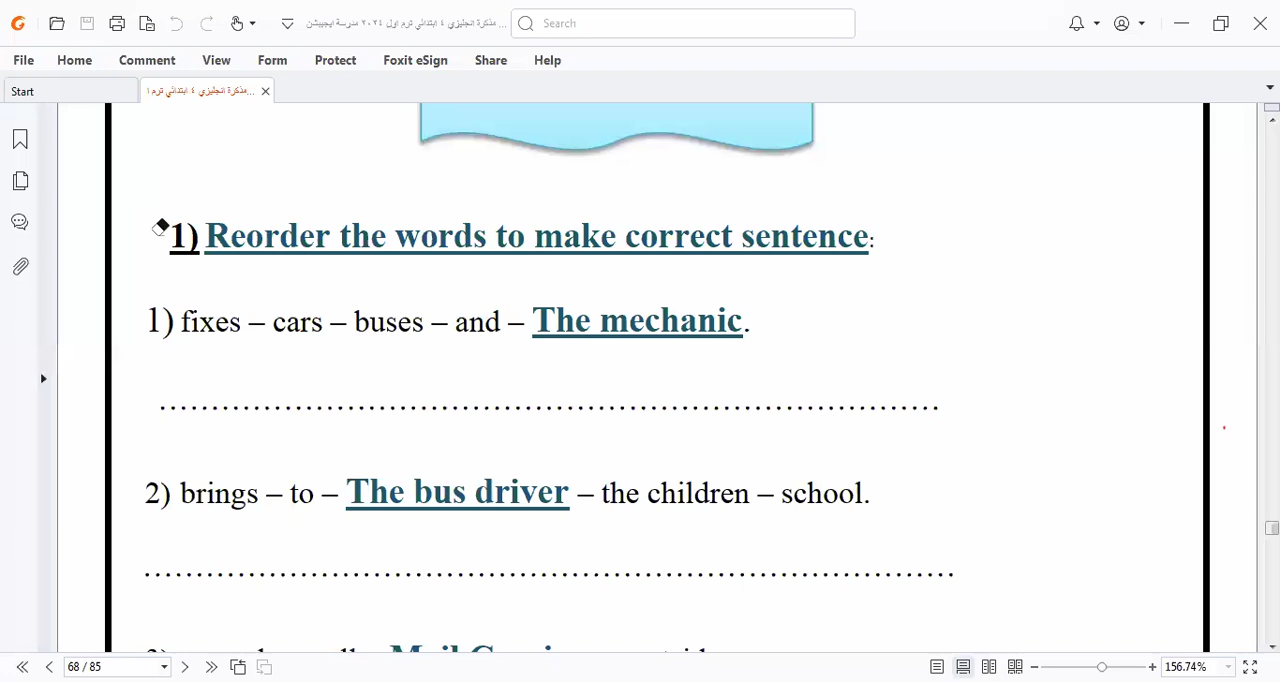 مذكرة انجليزي ٤ ابتدائي ترم اول ٢٠٢٤ مدرسة ايجيبشن ...
Search
File Home Comment View Form Protect Foxit eSign Share Help
Start
مذكرة انجليزي ٤ ابتدائي ترم ١...
1) Reorder the words to make correct sentence:
1) fixes – cars – buses – and – The mechanic.
2) brings – to – The bus driver – the children – school.
68 / 85
156.74%